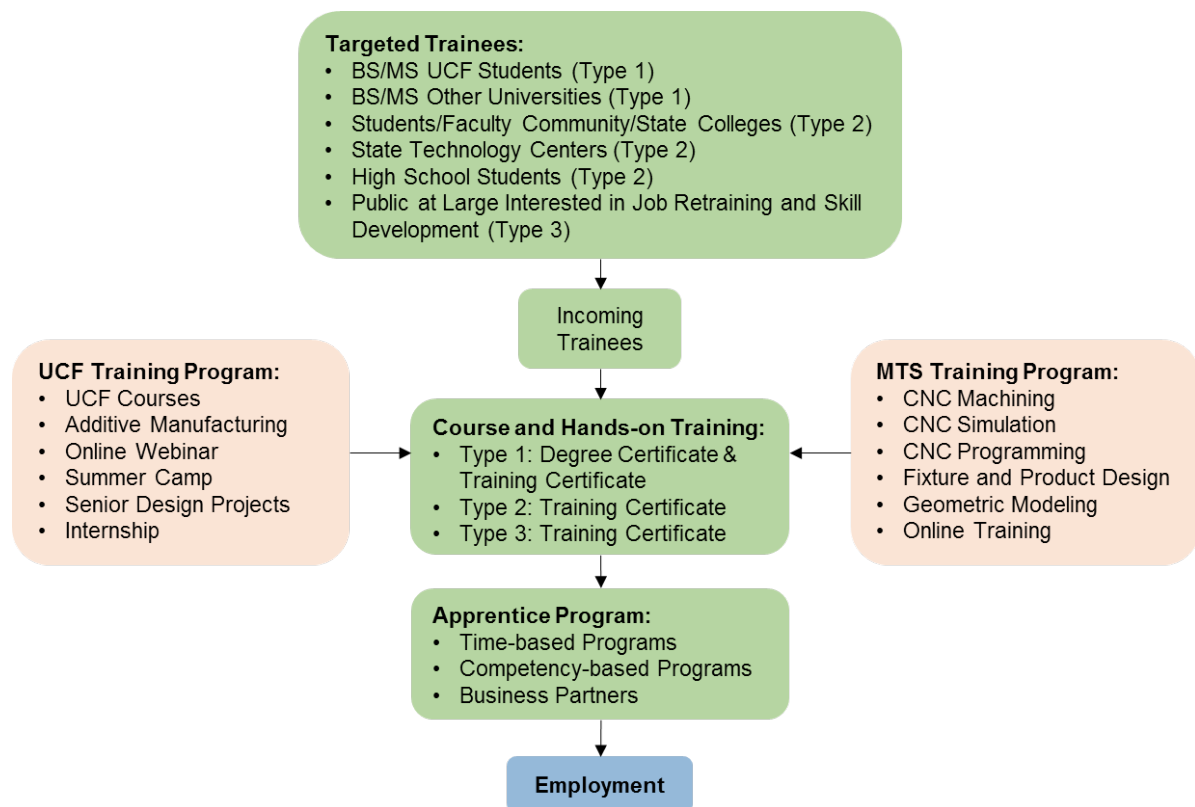 Targeted Trainees:
• BS/MS UCF Students (Type 1)
• BS/MS Other Universities (Type 1)
• Students/Faculty Community/State Colleges (Type 2)
• State Technology Centers (Type 2)
• High School Students (Type 2)
• Public at Large Interested in Job Retraining and Skill
Development (Type 3)
Incoming
Trainees
UCF Training Program:
• UCF Courses
• Additive Manufacturing
• Online Webinar
• Summer Camp
• Senior Design Projects
• Internship
Course and Hands-on Training:
• Type 1: Degree Certificate &
Training Certificate
• Type 2: Training Certificate
• Type 3: Training Certificate
MTS Training Program:
• CNC Machining
• CNC Simulation
• CNC Programming
• Fixture and Product Design
• Geometric Modeling
• Online Training
Apprentice Program:
• Time-based Programs
• Competency-based Programs
• Business Partners
Employment